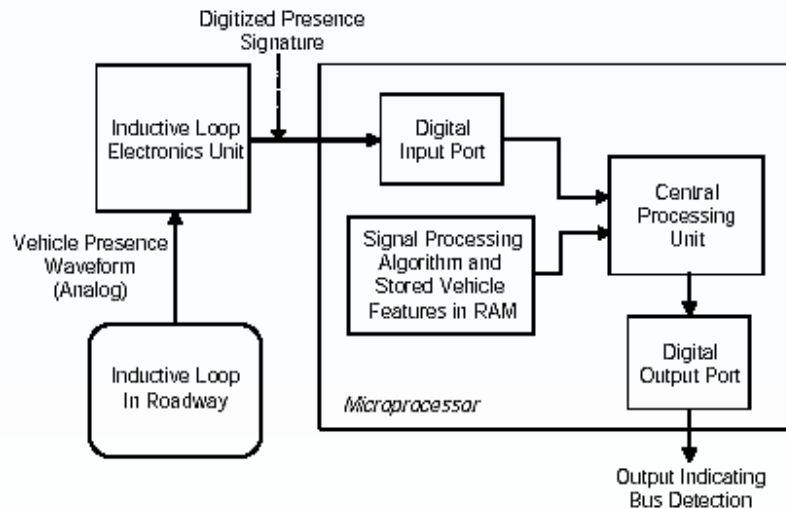 Digitized Presence
Signature
Inductive Loop
Electronics Unit
Digital
Input Port
Central
Processing
Unit
Vehicle Presence
Waveform
(Analog)
Signal Processing
Algorithm and
Stored Vehicle
Features in RAM
Inductive Loop
In Roadway
Digital
Output Port
Microprocessor
Output Indicating
Bus Detection